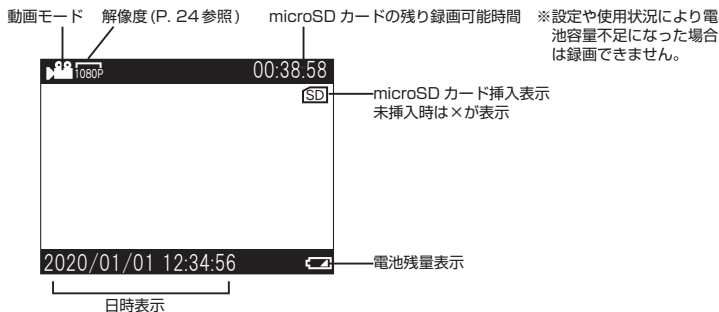 動画モード 解像度(P. 24参照) microSD カードの残り録画可能時間 ※設定や使用状況により電
池容量不足になった場合
は録画できません。
1080P 00:38:58
SD microSD カード挿入表示
未挿入時は×が表示
2020/01/01 12:34:56 電池残量表示
日時表示